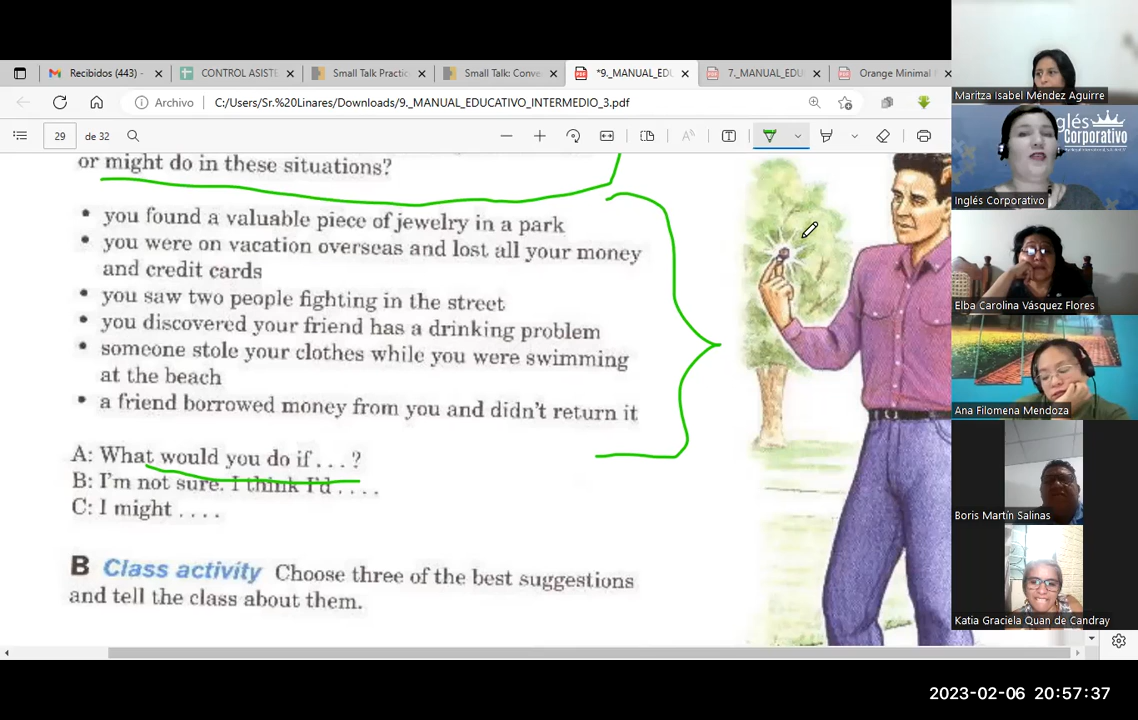 Recibidos (443) -
CONTROL ASIST
Small Talk Practic
Small Talk: Conve
*9._MANUAL_EDU
7._MANUAL_EDU
Orange Minimal
Archivo
C:/Users/Sr.%20Linares/Downloads/9._MANUAL_EDUCATIVO_INTERMEDIO_3.pdf
29 de 32
or might do in these situations?
• you found a valuable piece of jewelry in a park
• you were on vacation overseas and lost all your money
and credit cards
• you saw two people fighting in the street
• you discovered your friend has a drinking problem
• someone stole your clothes while you were swimming
at the beach
• a friend borrowed money from you and didn't return it
A: What would you do if . . . ?
B: I'm not sure. I think I'd . . . .
C: I might . . . .
B Class activity Choose three of the best suggestions
and tell the class about them.
Maritza Isabel Méndez Aguirre
glés
Corporativo
Inglés Corporativo
Elba Carolina Vásquez Flores
Ana Filomena Mendoza
Boris Martín Salinas
Katia Graciela Quan de Candray
2023-02-06 20:57:37